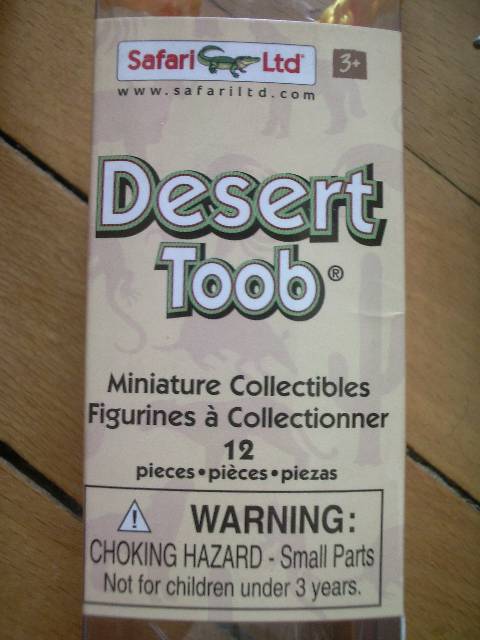 Safari Ltd®
3+
www.safariltd.com
Desert
Toob®
Miniature Collectibles
Figurines à Collectionner
12
pieces•pièces•piezas
WARNING:
CHOKING HAZARD - Small Parts
Not for children under 3 years.